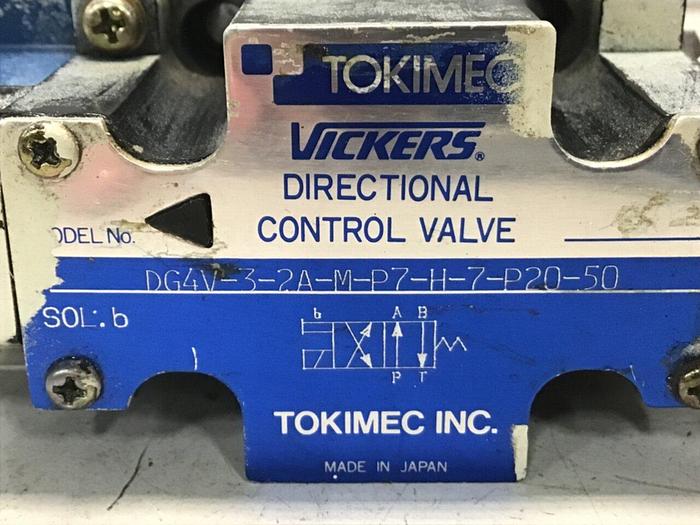 TOKIMEC
VICKERS®
DIRECTIONAL
CONTROL VALVE
ODEL No.
DG4V-3-2A-M-P7-H-7-P20-50
SOL. b
b A B
P T
TOKIMEC INC.
MADE IN JAPAN